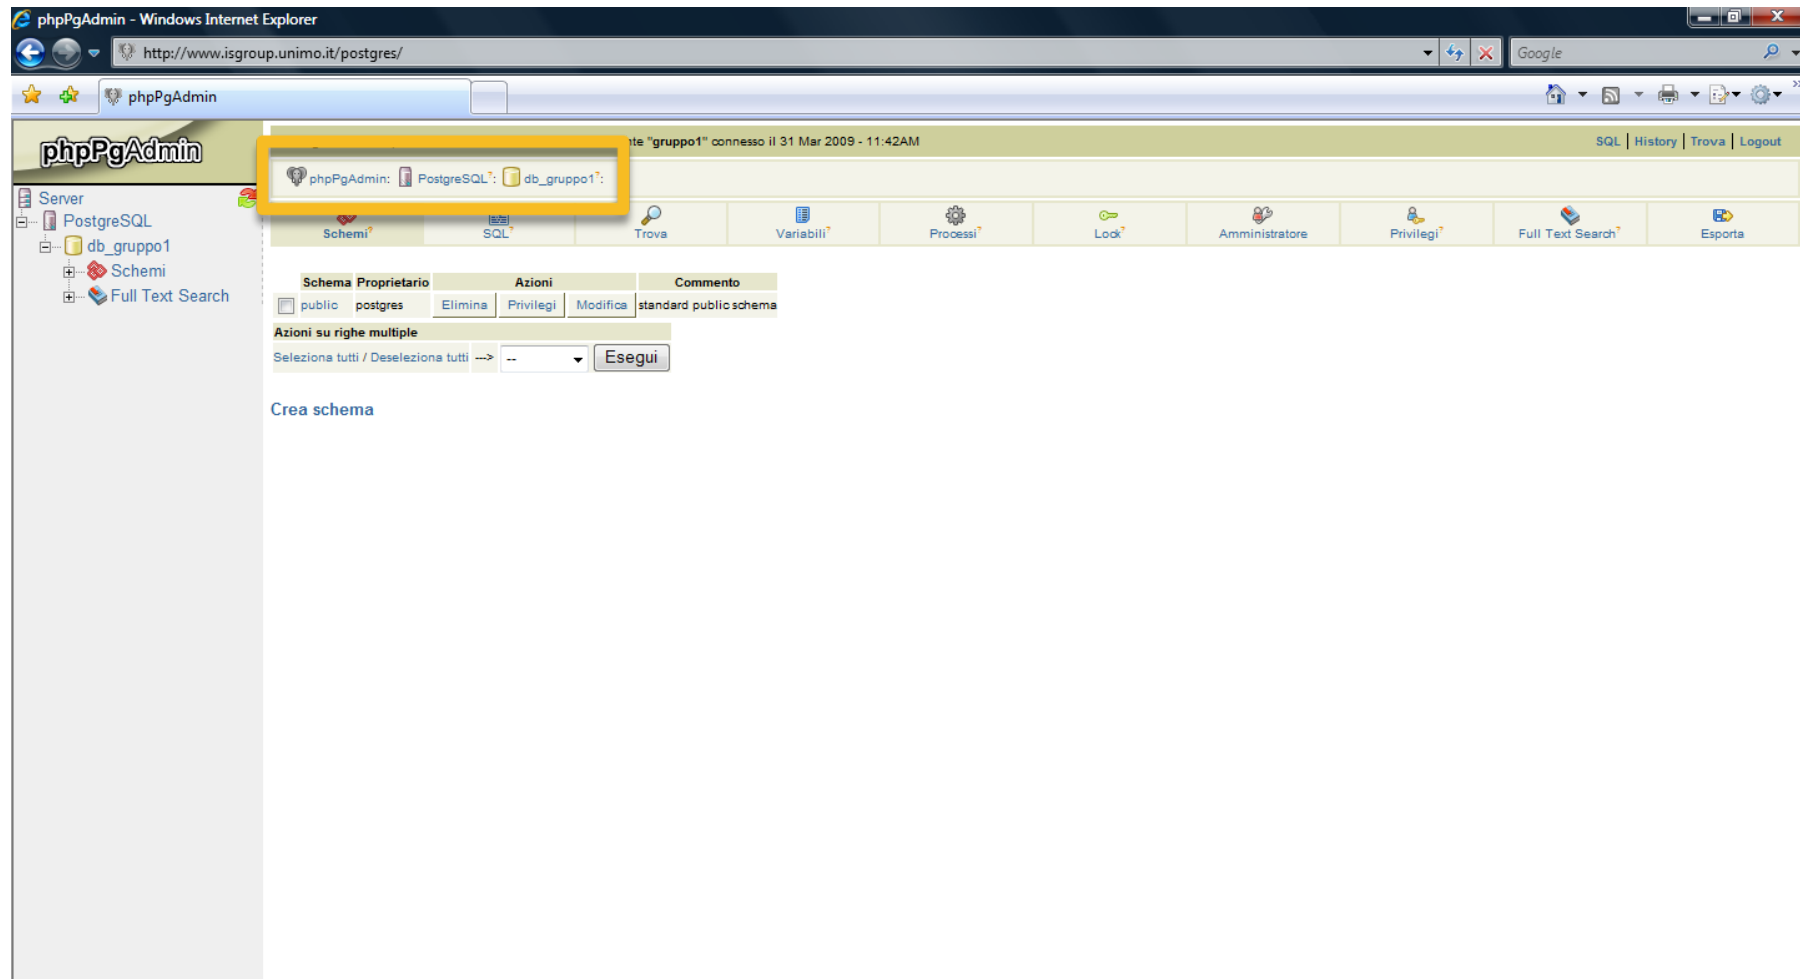 phpPgAdmin - Windows Internet Explorer
http://www.isgroup.unimo.it/postgres/
Google
phpPgAdmin
phpPgAdmin
"gruppo1" connesso il 31 Mar 2009 - 11:42AM
SQL | History | Trova | Logout
phpPgAdmin: PostgreSQL?: db_gruppo1?:
Server
PostgreSQL
db_gruppo1
Schemi
Full Text Search
Schemi? SQL? Trova Variabili? Processi? Lock? Amministratore Privilegi? Full Text Search? Esporta
Schema Proprietario Azioni Commento
public postgres Elimina Privilegi Modifica standard public schema
Azioni su righe multiple
Seleziona tutti / Deseleziona tutti ---> -- Esegui
Crea schema